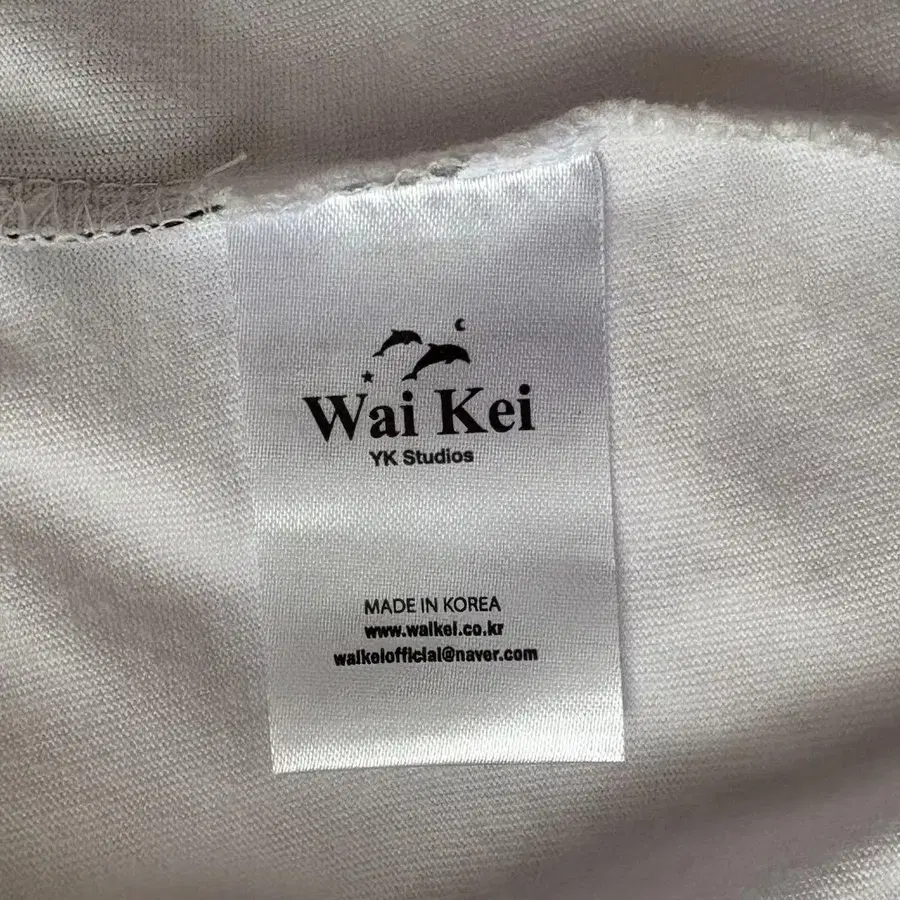 Wai Kei
YK Studios
MADE IN KOREA
www.waikei.co.kr
waikeiofficial@naver.com